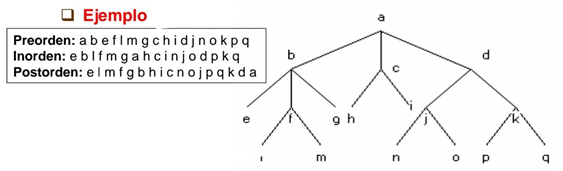 Ejemplo
Preorden: a b e f l m g c h i d j n o k p q
Inorden: e b l f m g a h c i n j o d p k q
Postorden: e l m f g b h i c n o j p q k d a
a
b c d
e f g h i j k
m n o p q